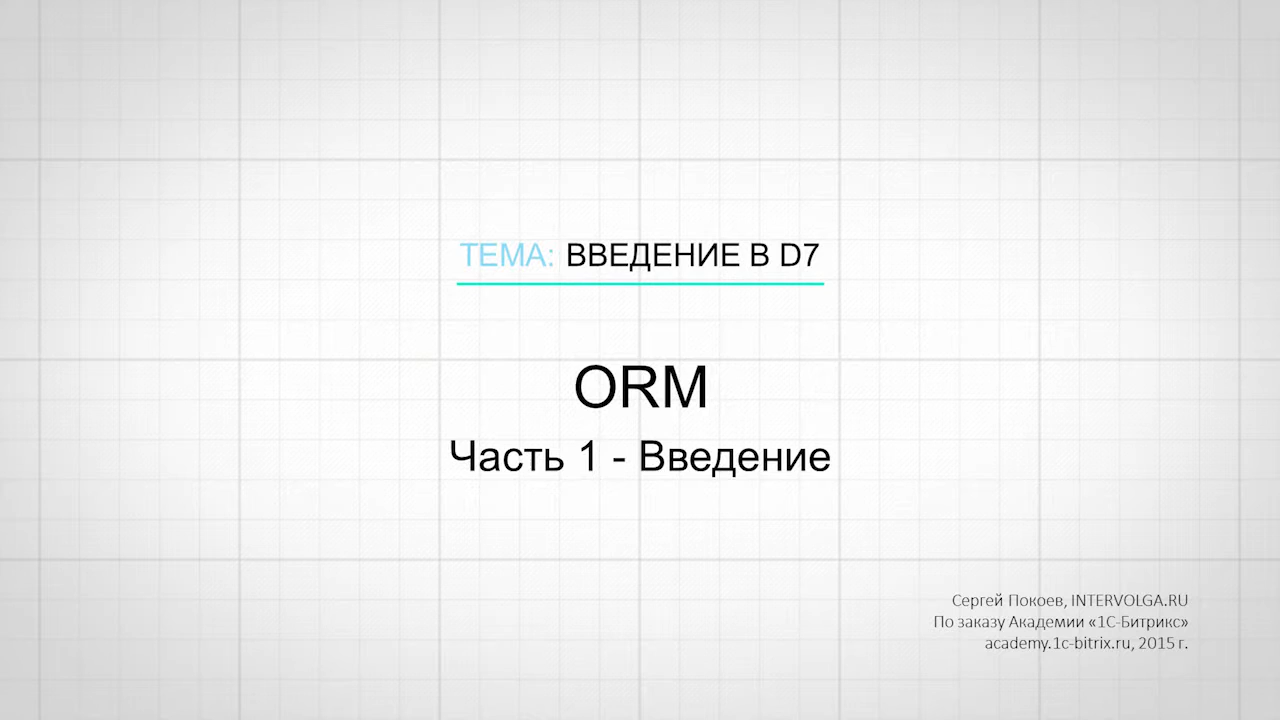 ТЕМА: ВВЕДЕНИЕ В D7
ORM
Часть 1 - Введение
Сергей Покоев, INTERVOLGA.RU
По заказу Академии «1С-Битрикс»
academy.1c-bitrix.ru, 2015 г.